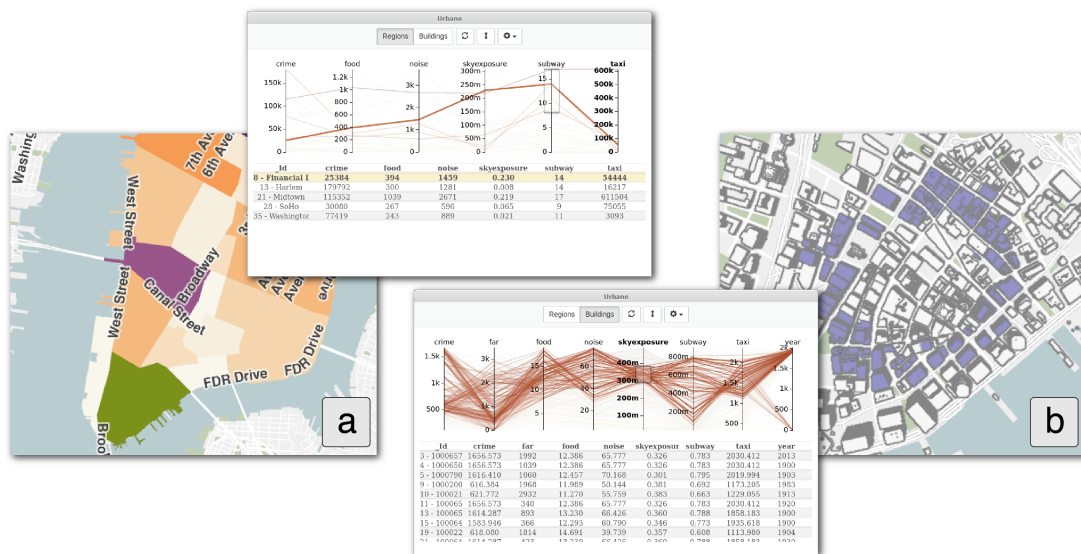 Urbane
Regions Buildings
crime food noise skyexposure subway taxi
150k 1.2k 3k 300m 15 600k
1k 250m 500k
100k 800 2k 200m 10 400k
600 150m 300k
50k 400 1k 100m 5 200k
200 50m 100k
0 0 0 0
_Id crime food noise skyexposure subway taxi
8 - Financial I 25384 394 1459 0.230 14 54444
13 - Harlem 179792 300 1281 0.008 14 16217
21 - Midtown 115352 1039 2671 0.219 17 611504
28 - SoHo 30080 267 590 0.065 9 75055
35 - Washington 77419 243 889 0.021 11 3093
Washing
7th Av
6th Ave
West Street
Broadway
Canal Street
West Street
3
Av
Av
Ave
Drive
FDR Drive
FDR
Drive
Broo
a
Urbane
Regions Buildings
crime far food noise skyexposure subway taxi year
1.5k 3k 15 60 400m 800m 2k 2k
1k 2k 10 40 300m 600m 1.5k
500 1k 5 20 200m 400m 1k
0 100m 200m 500 0
_Id crime far food noise skyexposur subway taxi year
3 - 1000657 1656.573 1992 12.386 65.777 0.326 0.783 2030.412 2013
4 - 1000650 1656.573 1039 12.386 65.777 0.326 0.783 2030.412 1900
5 - 1000790 1616.410 1060 12.457 70.168 0.301 0.795 2019.994 1903
9 - 1000200 616.384 1968 11.989 50.144 0.381 0.692 1173.205 1983
10 - 100021 621.772 2932 11.270 55.759 0.383 0.663 1229.055 1913
11 - 100065 1656.573 340 12.386 65.777 0.326 0.783 2030.412 1920
13 - 100065 1614.287 893 13.230 66.426 0.360 0.788 1858.183 1900
15 - 100064 1583.946 366 12.293 60.790 0.346 0.773 1935.618 1900
19 - 100022 618.080 1814 14.691 39.739 0.357 0.608 1113.980 1904
b